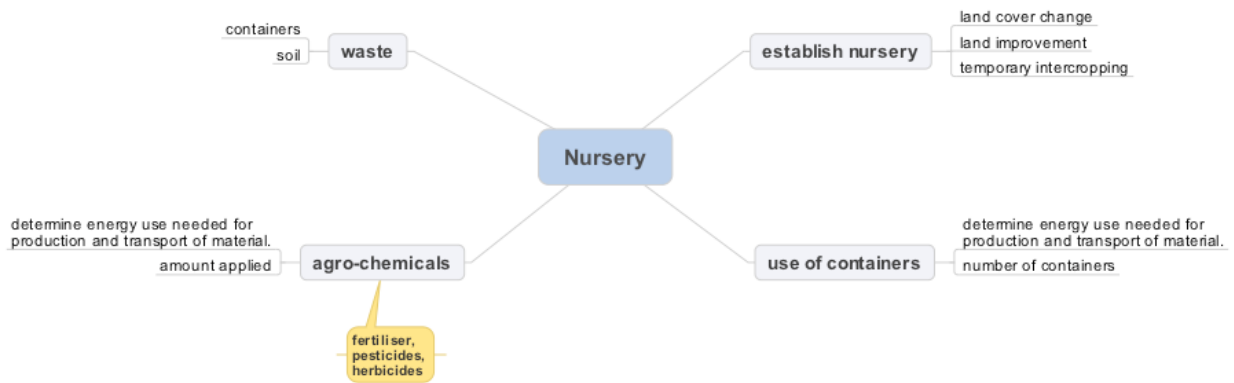 containers
soil
waste
establish nursery
land cover change
land improvement
temporary intercropping
Nursery
determine energy use needed for
production and transport of material.
amount applied
agro-chemicals
fertiliser,
pesticides,
herbicides
use of containers
determine energy use needed for
production and transport of material.
number of containers